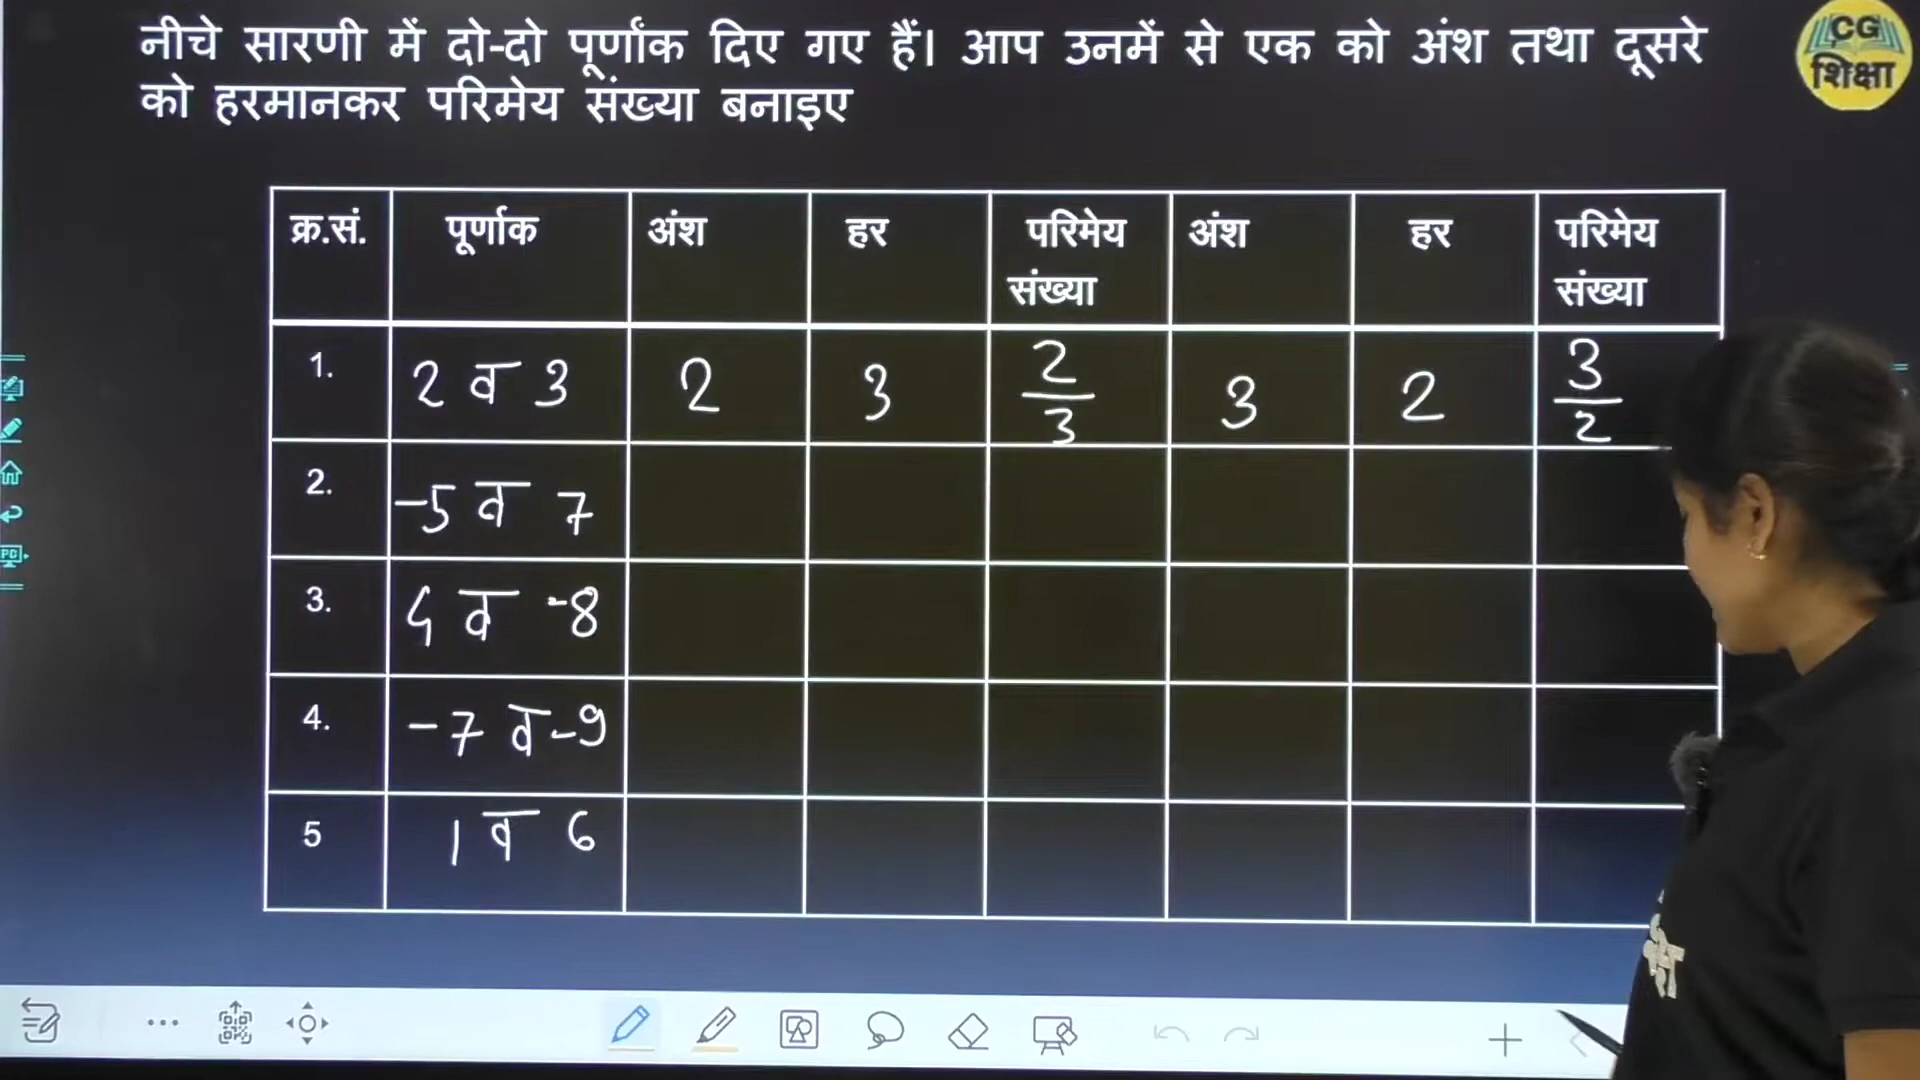 नीचे सारणी में दो-दो पूर्णांक दिए गए हैं। आप उनमें से एक को अंश तथा दूसरे
को हरमानकर परिमेय संख्या बनाइए
CG
शिक्षा
क्र.सं. पूर्णाक अंश हर परिमेय संख्या अंश हर परिमेय संख्या
1. 2 व 3 2 3 2/3 3 2 3/2
2. -5 व 7
3. 4 व -8
4. -7 व -9
5 1 व 6